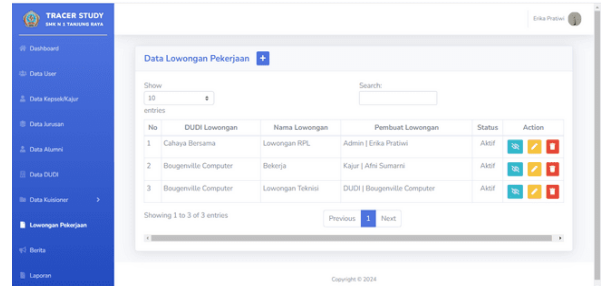 TRACER STUDY
SMK N 1 TANJUNG RAYA
Erika Pratiwi
Dashboard
Data User
Data Kepsek/Kajur
Data Jurusan
Data Alumni
Data DUDI
Data Kuisioner
Lowongan Pekerjaan
Berita
Laporan
Data Lowongan Pekerjaan +
Show
10
entries
Search:
No DUDI Lowongan Nama Lowongan Pembuat Lowongan Status Action
1 Cahaya Bersama Lowongan RPL Admin | Erika Pratiwi Aktif
2 Bougenville Computer Bekerja Kajur | Afni Sumarni Aktif
3 Bougenville Computer Lowongan Teknisi DUDI | Bougenville Computer Aktif
Showing 1 to 3 of 3 entries
Previous 1 Next
Copyright © 2024